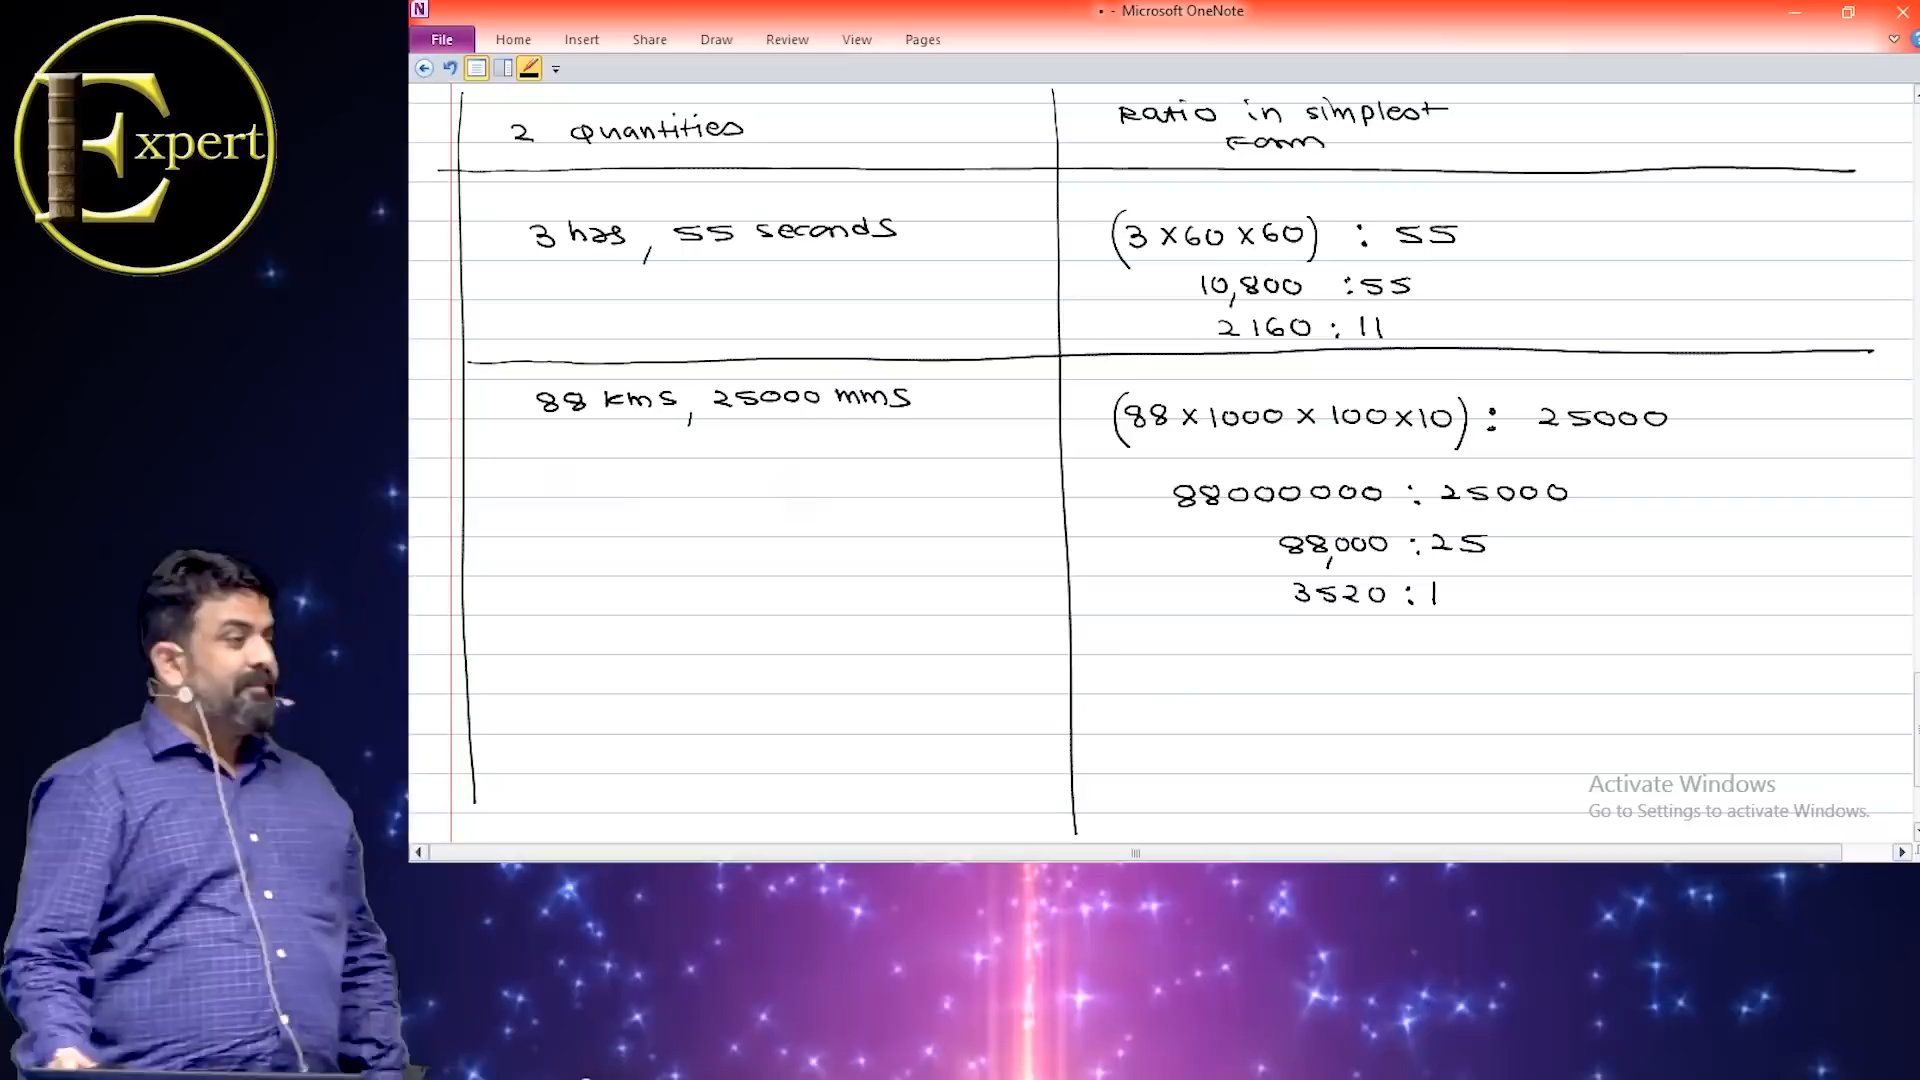 Expert
- Microsoft OneNote
File Home Insert Share Draw Review View Pages
2 Quantities
Ratio in simplest
Form
3 hrs, 55 seconds
(3 × 60 × 60) : 55
10,800 : 55
2160 : 11
88 kms, 25000 mms
(88 × 1000 × 100 × 10) : 25000
88000000 : 25000
88,000 : 25
3520 : 1
Activate Windows
Go to Settings to activate Windows.